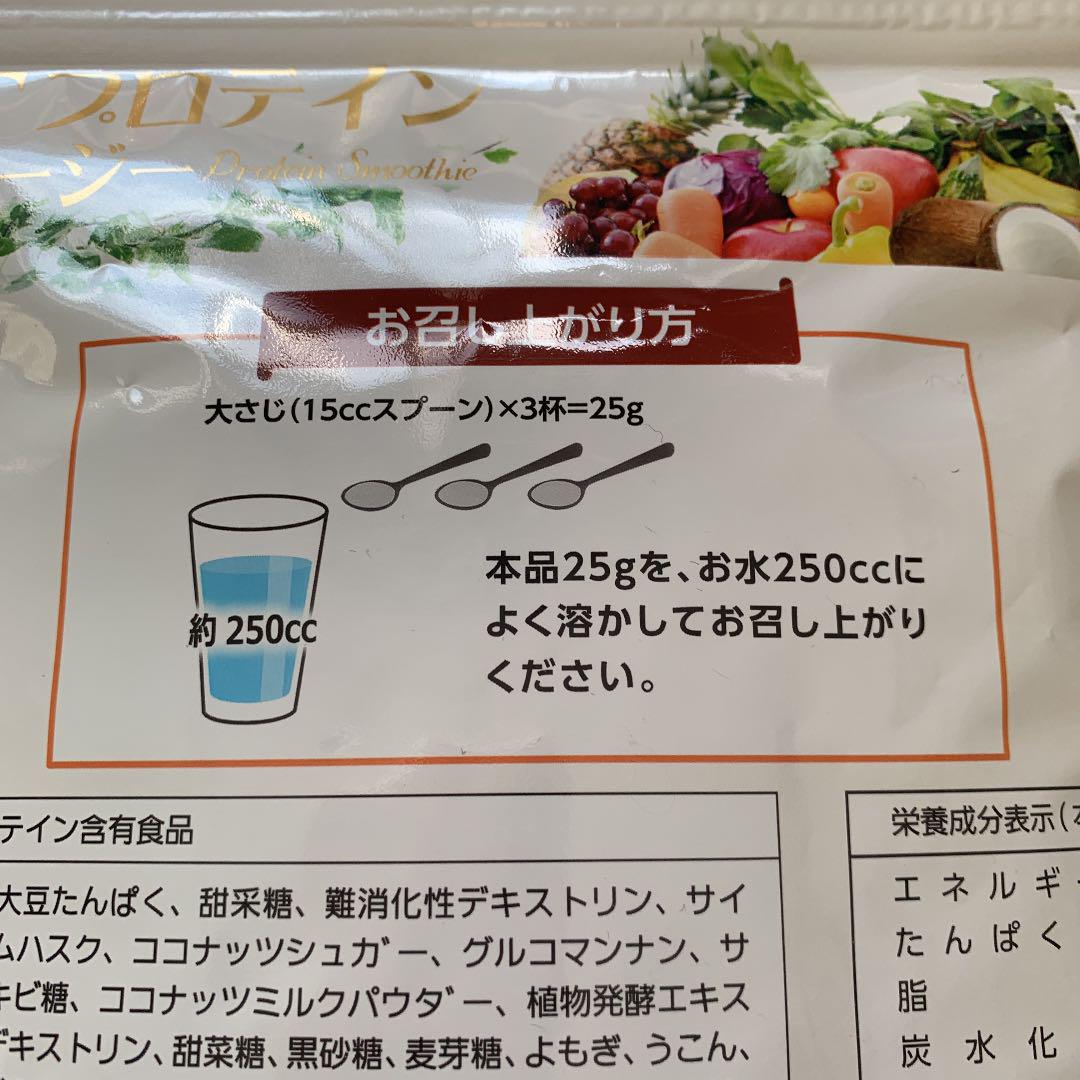 プロテイン
ージー Protein Smoothie
お召し上がり方
大さじ(15ccスプーン)×3杯=25g
約250cc
本品25gを、お水250ccに
よく溶かしてお召し上がり
ください。
テイン含有食品
大豆たんぱく、甜采糖、難消化性デキストリン、サイ
ムハスク、ココナッツシュガー、グルコマンナン、サ
キビ糖、ココナッツミルクパウダー、植物発酵エキス
デキストリン、甜菜糖、黒砂糖、麦芽糖、よもぎ、うこん、
栄養成分表示(
エネルギー
たんぱく
脂
炭水化